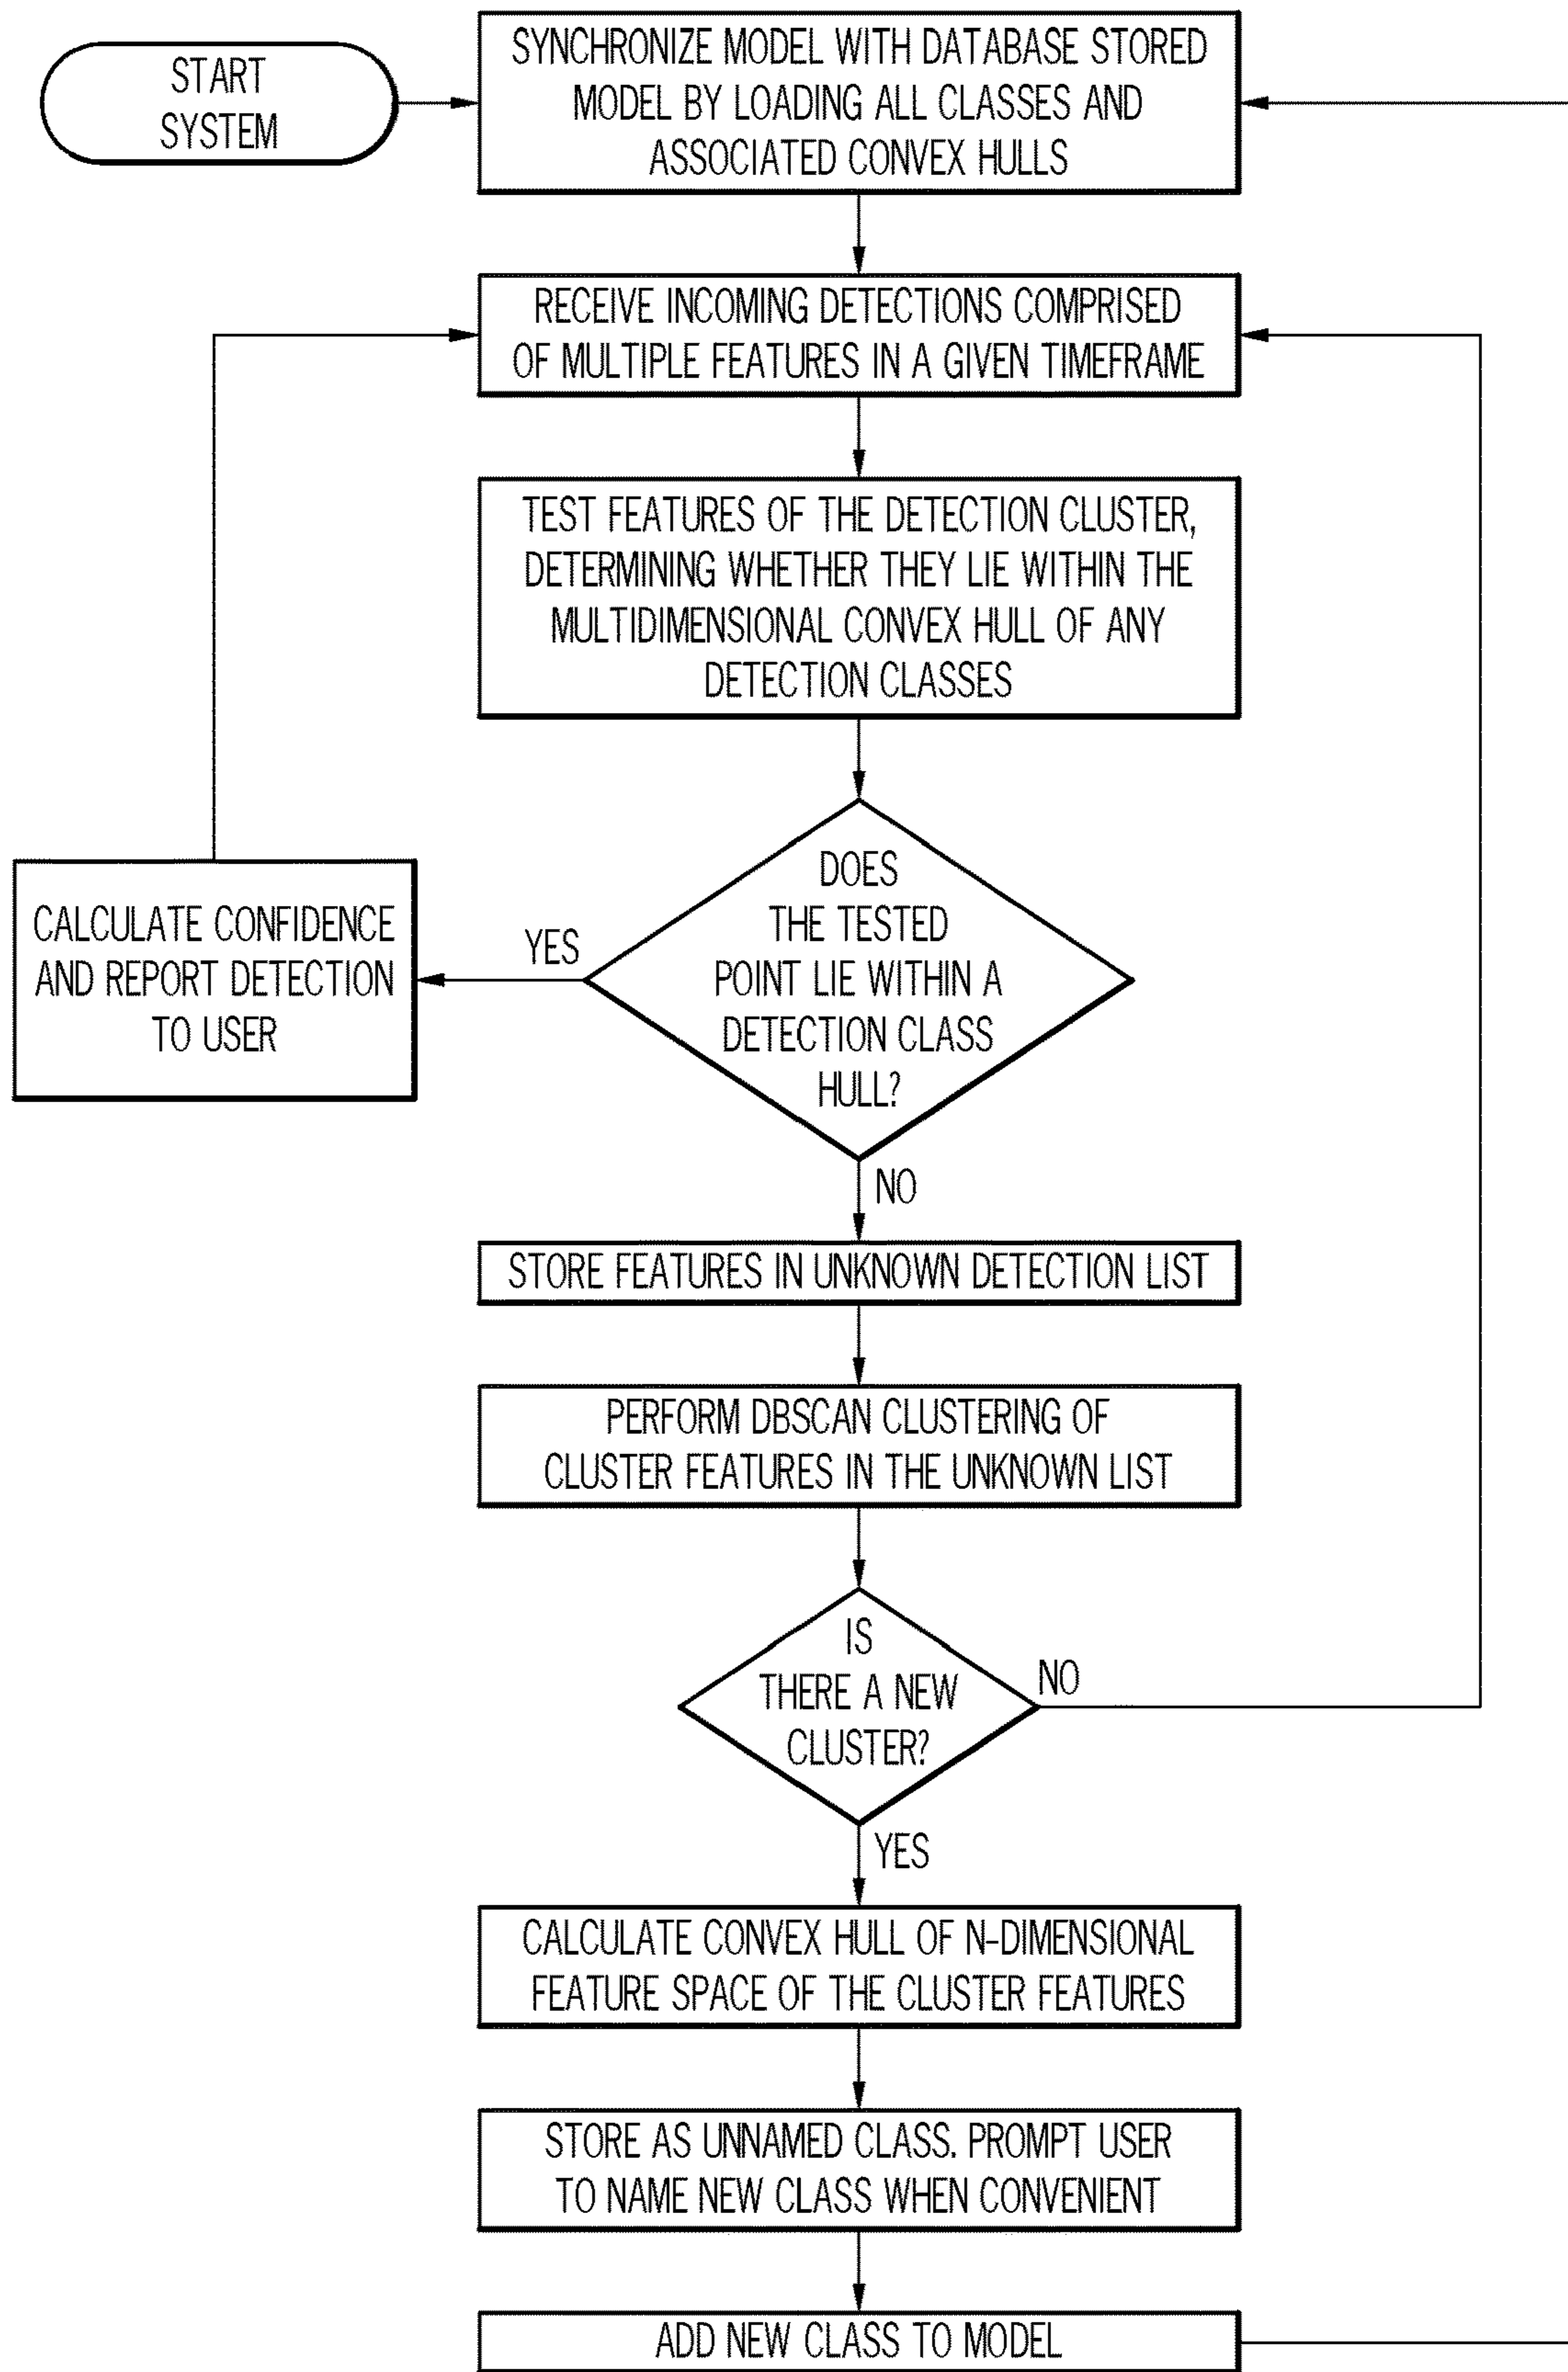 START
SYSTEM
SYNCHRONIZE MODEL WITH DATABASE STORED
MODEL BY LOADING ALL CLASSES AND
ASSOCIATED CONVEX HULLS
RECEIVE INCOMING DETECTIONS COMPRISED
OF MULTIPLE FEATURES IN A GIVEN TIMEFRAME
TEST FEATURES OF THE DETECTION CLUSTER,
DETERMINING WHETHER THEY LIE WITHIN THE
MULTIDIMENSIONAL CONVEX HULL OF ANY
DETECTION CLASSES
DOES
THE TESTED
POINT LIE WITHIN A
DETECTION CLASS
HULL?
YES
CALCULATE CONFIDENCE
AND REPORT DETECTION
TO USER
NO
STORE FEATURES IN UNKNOWN DETECTION LIST
PERFORM DBSCAN CLUSTERING OF
CLUSTER FEATURES IN THE UNKNOWN LIST
IS
THERE A NEW
CLUSTER?
NO
YES
CALCULATE CONVEX HULL OF N-DIMENSIONAL
FEATURE SPACE OF THE CLUSTER FEATURES
STORE AS UNNAMED CLASS. PROMPT USER
TO NAME NEW CLASS WHEN CONVENIENT
ADD NEW CLASS TO MODEL